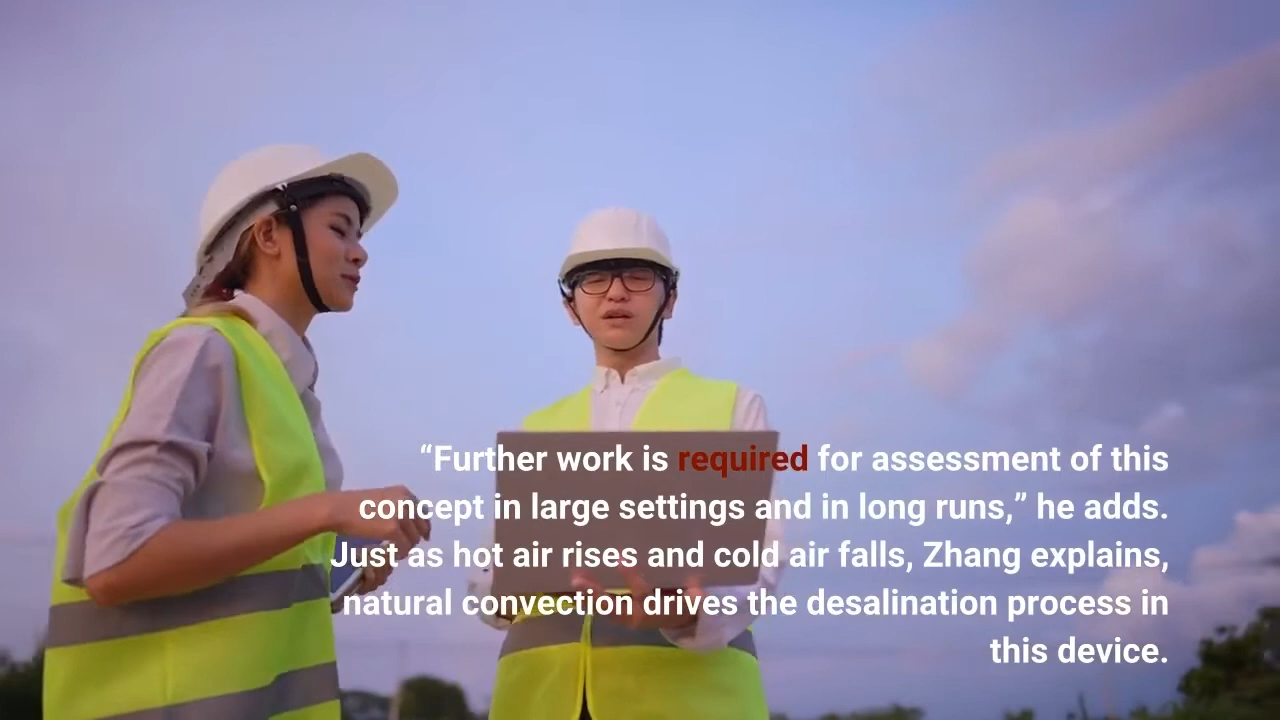 “Further work is required for assessment of this
concept in large settings and in long runs,” he adds.
Just as hot air rises and cold air falls, Zhang explains,
natural convection drives the desalination process in
this device.